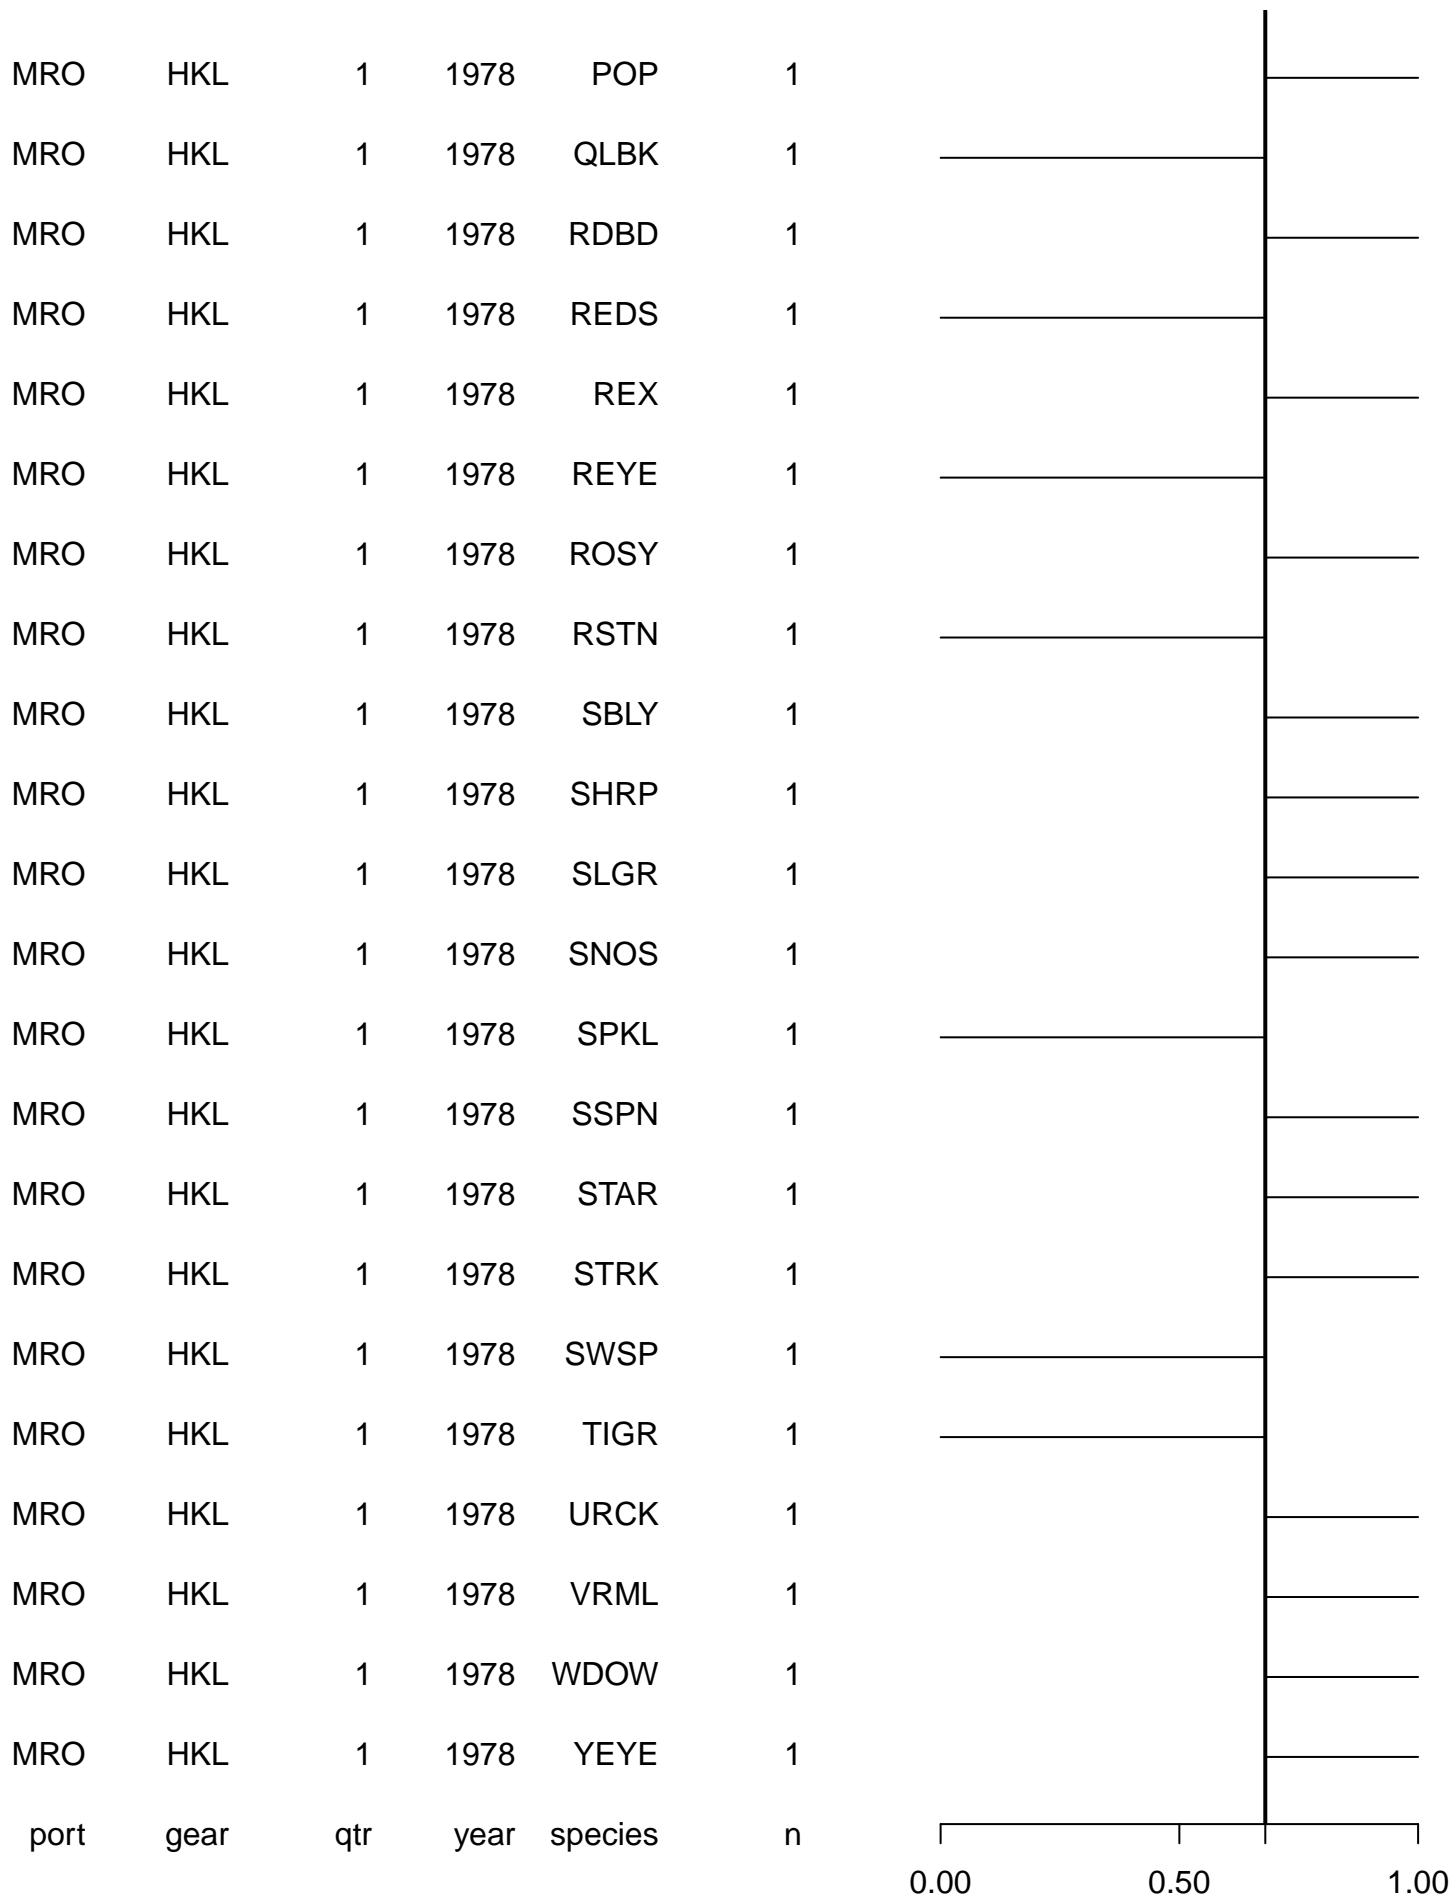 MRO HKL 1 1978 POP 1
MRO HKL 1 1978 QLBK 1
MRO HKL 1 1978 RDBD 1
MRO HKL 1 1978 REDS 1
MRO HKL 1 1978 REX 1
MRO HKL 1 1978 REYE 1
MRO HKL 1 1978 ROSY 1
MRO HKL 1 1978 RSTN 1
MRO HKL 1 1978 SBLY 1
MRO HKL 1 1978 SHRP 1
MRO HKL 1 1978 SLGR 1
MRO HKL 1 1978 SNOS 1
MRO HKL 1 1978 SPKL 1
MRO HKL 1 1978 SSPN 1
MRO HKL 1 1978 STAR 1
MRO HKL 1 1978 STRK 1
MRO HKL 1 1978 SWSP 1
MRO HKL 1 1978 TIGR 1
MRO HKL 1 1978 URCK 1
MRO HKL 1 1978 VRML 1
MRO HKL 1 1978 WDOW 1
MRO HKL 1 1978 YEYE 1
port gear qtr year species n
0.00 0.50 1.00